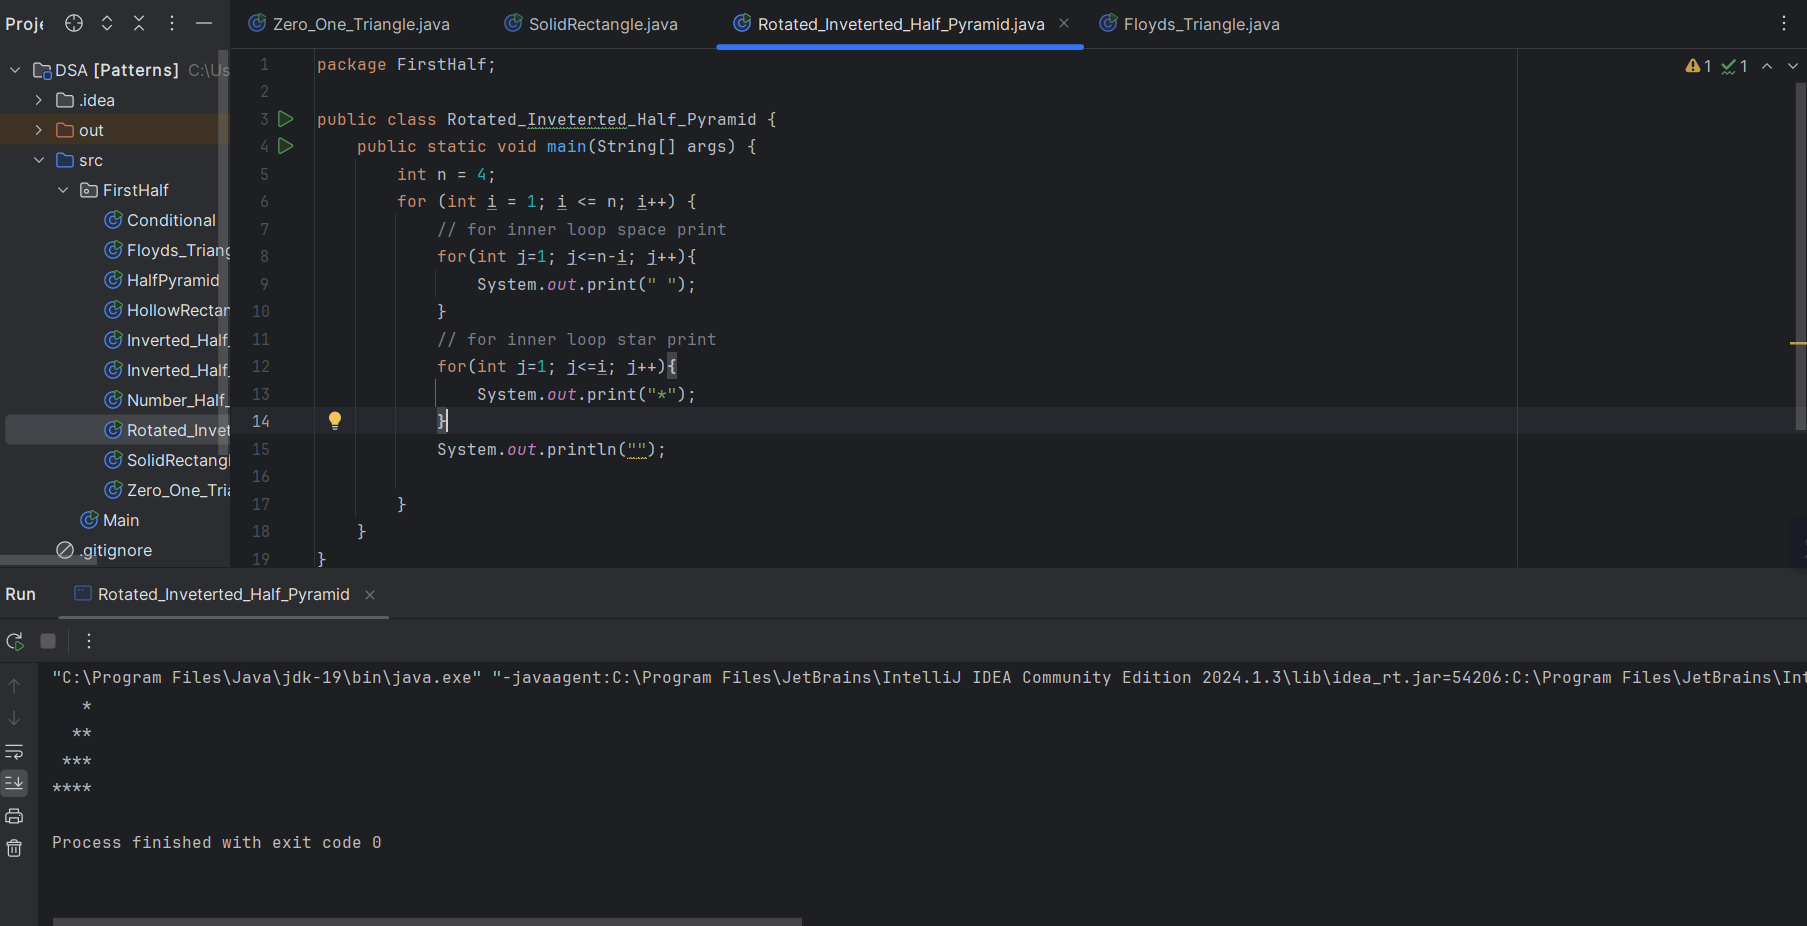 Proje
Zero_One_Triangle.java
SolidRectangle.java
Rotated_Inveterted_Half_Pyramid.java
Floyds_Triangle.java
DSA [Patterns] C:\Us
.idea
out
src
FirstHalf
Conditional
Floyds_Triang
HalfPyramid
HollowRectan
Inverted_Half_
Inverted_Half_
Number_Half_
Rotated_Invet
SolidRectangl
Zero_One_Tria
Main
.gitignore
1 package FirstHalf;
2
3 public class Rotated_Inveterted_Half_Pyramid {
4     public static void main(String[] args) {
5         int n = 4;
6         for (int i = 1; i <= n; i++) {
7             // for inner loop space print
8             for(int j=1; j<=n-i; j++){
9                 System.out.print(" ");
10             }
11             // for inner loop star print
12             for(int j=1; j<=i; j++){
13                 System.out.print("*");
14             }
15             System.out.println("");
16
17         }
18     }
19 }
1 1
Run
Rotated_Inveterted_Half_Pyramid
"C:\Program Files\Java\jdk-19\bin\java.exe" "-javaagent:C:\Program Files\JetBrains\IntelliJ IDEA Community Edition 2024.1.3\lib\idea_rt.jar=54206:C:\Program Files\JetBrains\Int
   *
  **
 ***
****
Process finished with exit code 0